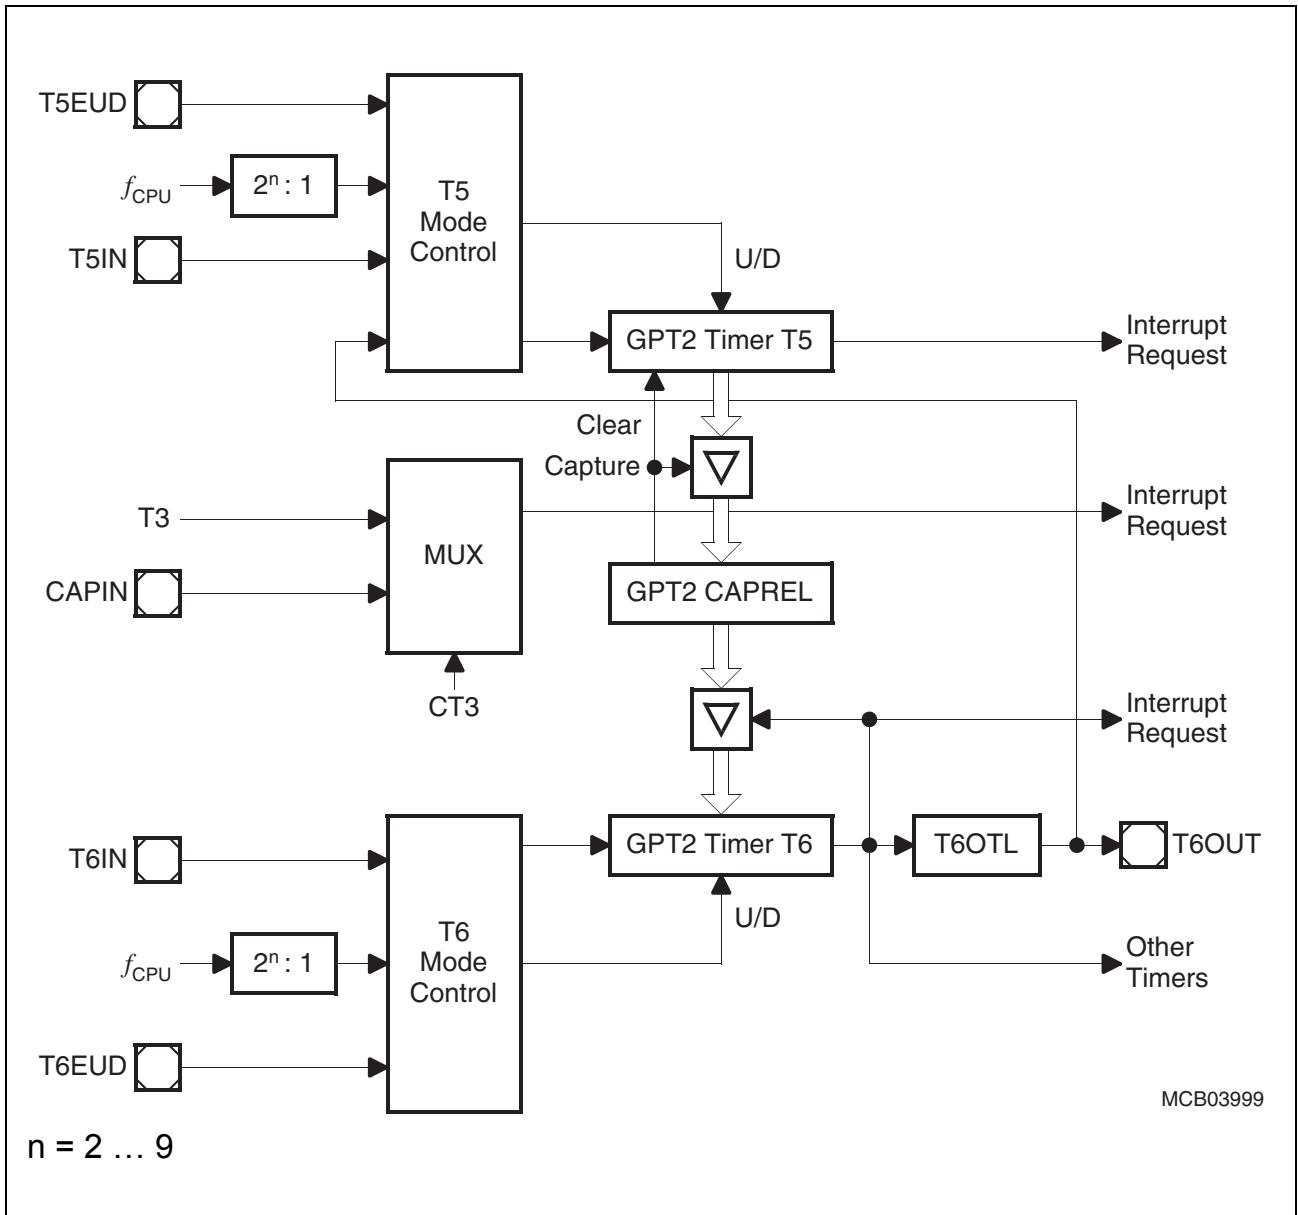 T5EUD
fCPU
2ⁿ : 1
T5IN
T5
Mode
Control
U/D
GPT2 Timer T5
Interrupt
Request
Clear
Capture
T3
CAPIN
MUX
CT3
Interrupt
Request
GPT2 CAPREL
Interrupt
Request
T6IN
fCPU
2ⁿ : 1
T6EUD
T6
Mode
Control
GPT2 Timer T6
U/D
T6OTL
T6OUT
Other
Timers
MCB03999
n = 2 … 9